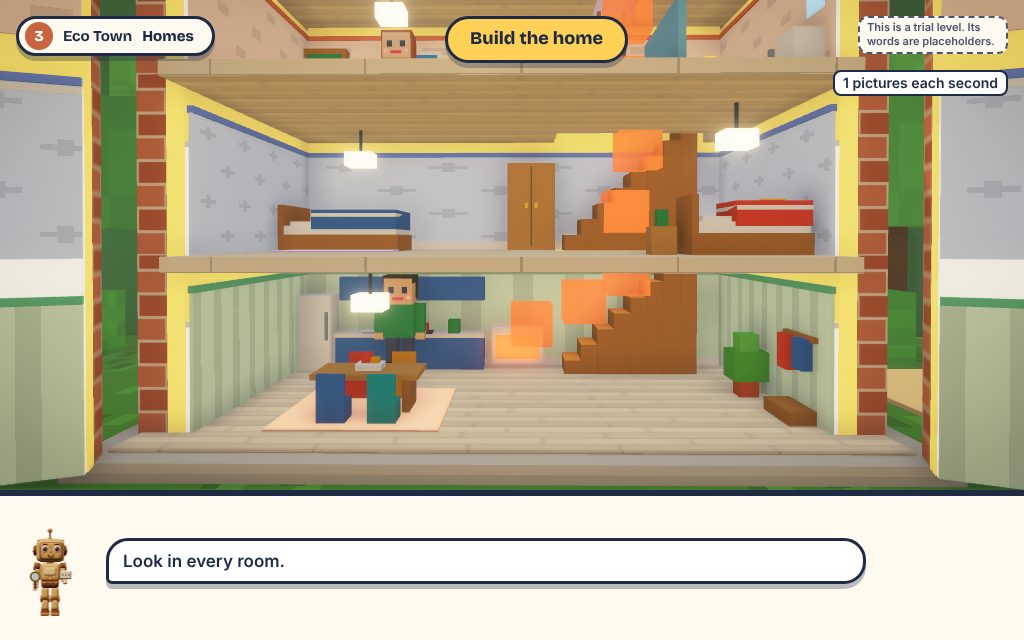 3 Eco Town Homes
Build the home
This is a trial level. Its
words are placeholders.
1 pictures each second
Look in every room.